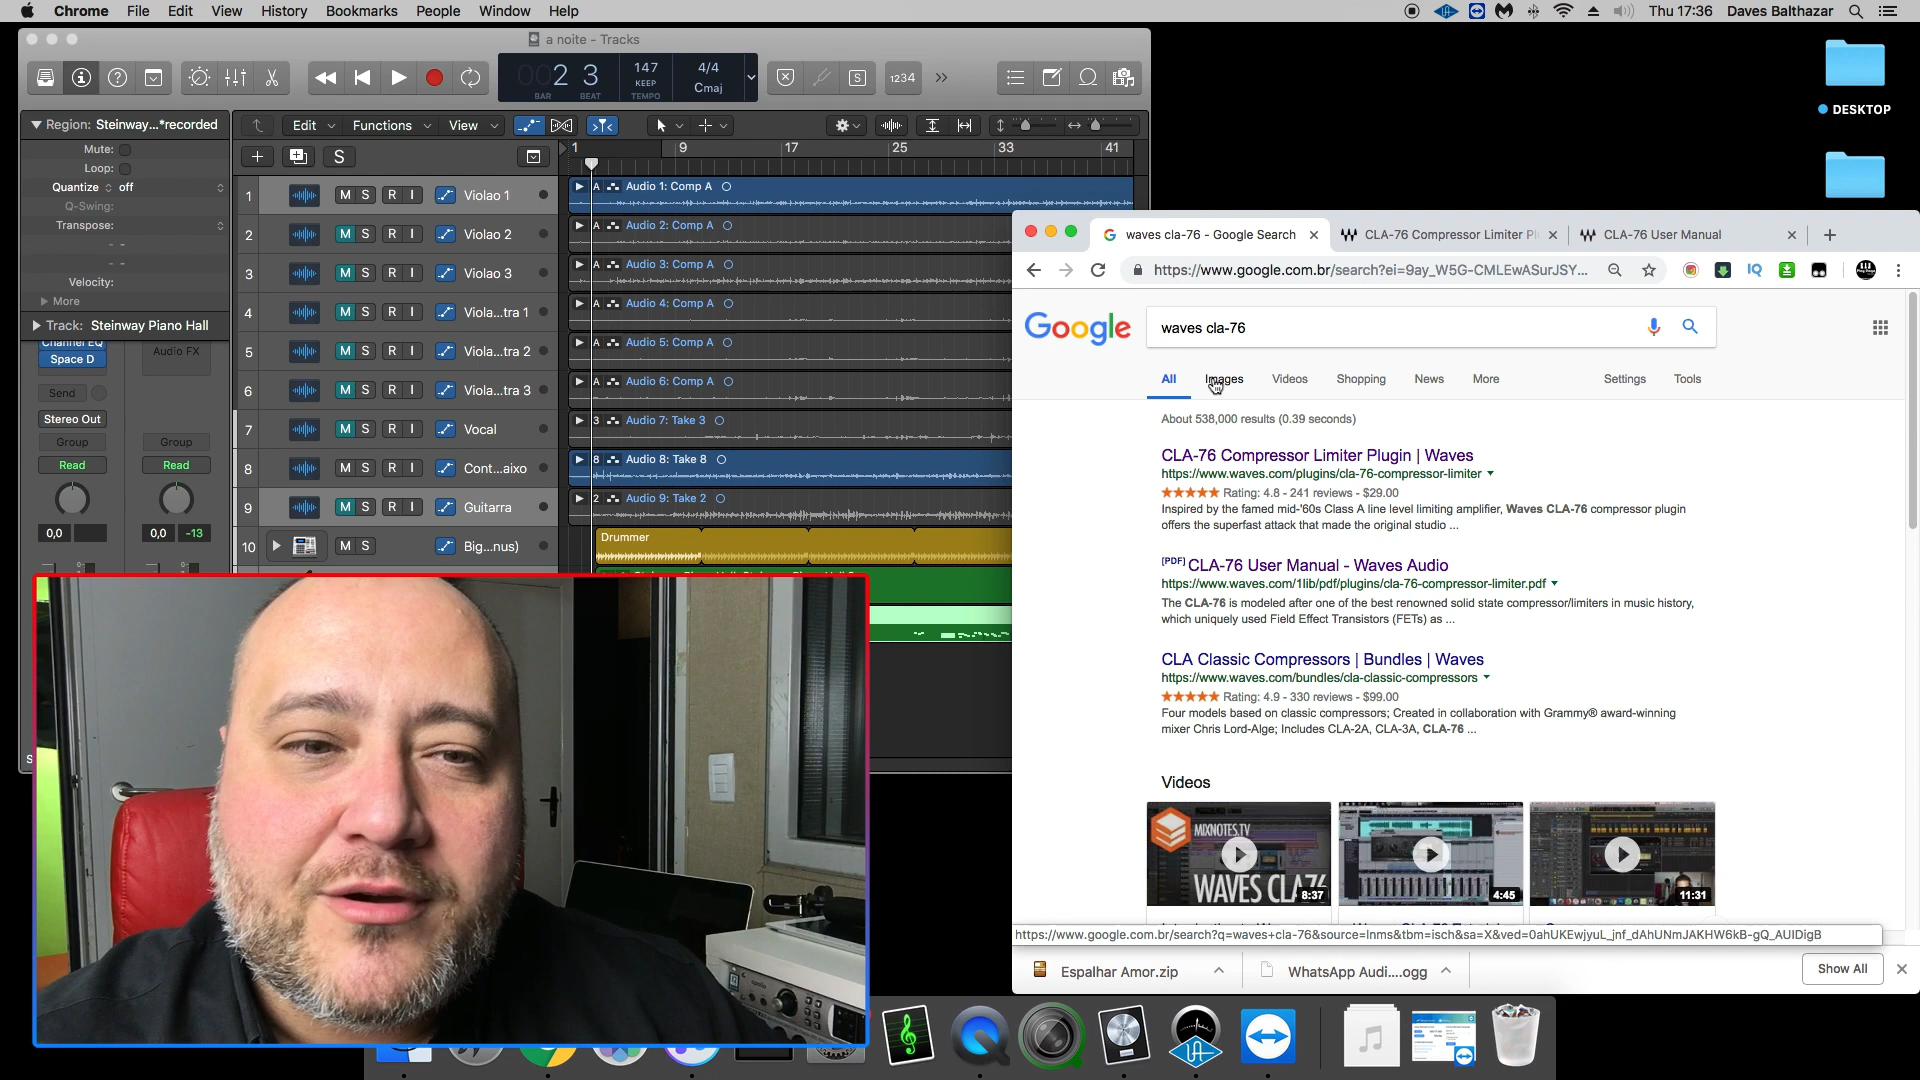 Chrome File Edit View History Bookmarks People Window Help
Thu 17:36 Daves Balthazar
a noite - Tracks
002 3
BAR BEAT
147
KEEP
TEMPO
4/4
Cmaj
S
1234
Region: Steinway...*recorded
Mute:
Loop:
Quantize off
Q-Swing:
Transpose:
Velocity:
More
Track: Steinway Piano Hall
Channel EQ
Space D
Audio FX
Send
Stereo Out
Group
Group
Read
Read
0,0
0,0 -13
Edit Functions View
S
1 9 17 25 33 41
1 M S R I Violao 1
2 M S R I Violao 2
3 M S R I Violao 3
4 M S R I Viola...tra 1
5 M S R I Viola...tra 2
6 M S R I Viola...tra 3
7 M S R I Vocal
8 M S R I Cont...aixo
9 M S R I Guitarra
10 M S Big...nus)
A Audio 1: Comp A
A Audio 2: Comp A
A Audio 3: Comp A
A Audio 4: Comp A
A Audio 5: Comp A
A Audio 6: Comp A
3 Audio 7: Take 3
8 Audio 8: Take 8
2 Audio 9: Take 2
Drummer
DESKTOP
waves cla-76 - Google Search
CLA-76 Compressor Limiter Pl
CLA-76 User Manual
https://www.google.com.br/search?ei=9ay_W5G-CMLEwASurJSY...
Google
waves cla-76
All Images Videos Shopping News More Settings Tools
About 538,000 results (0.39 seconds)
CLA-76 Compressor Limiter Plugin | Waves
https://www.waves.com/plugins/cla-76-compressor-limiter
Rating: 4.8 - 241 reviews - $29.00
Inspired by the famed mid-'60s Class A line level limiting amplifier, Waves CLA-76 compressor plugin
offers the superfast attack that made the original studio ...
[PDF] CLA-76 User Manual - Waves Audio
https://www.waves.com/1lib/pdf/plugins/cla-76-compressor-limiter.pdf
The CLA-76 is modeled after one of the best renowned solid state compressor/limiters in music history,
which uniquely used Field Effect Transistors (FETs) as ...
CLA Classic Compressors | Bundles | Waves
https://www.waves.com/bundles/cla-classic-compressors
Rating: 4.9 - 330 reviews - $99.00
Four models based on classic compressors; Created in collaboration with Grammy® award-winning
mixer Chris Lord-Alge; Includes CLA-2A, CLA-3A, CLA-76 ...
Videos
MIXNOTES.TV
WAVES CLA76
8:37
4:45
11:31
https://www.google.com.br/search?q=waves+cla-76&source=lnms&tbm=isch&sa=X&ved=0ahUKEwjyuL_jnf_dAhUNmJAKHW6kB-gQ_AUIDigB
Espalhar Amor.zip
WhatsApp Audi....ogg
Show All